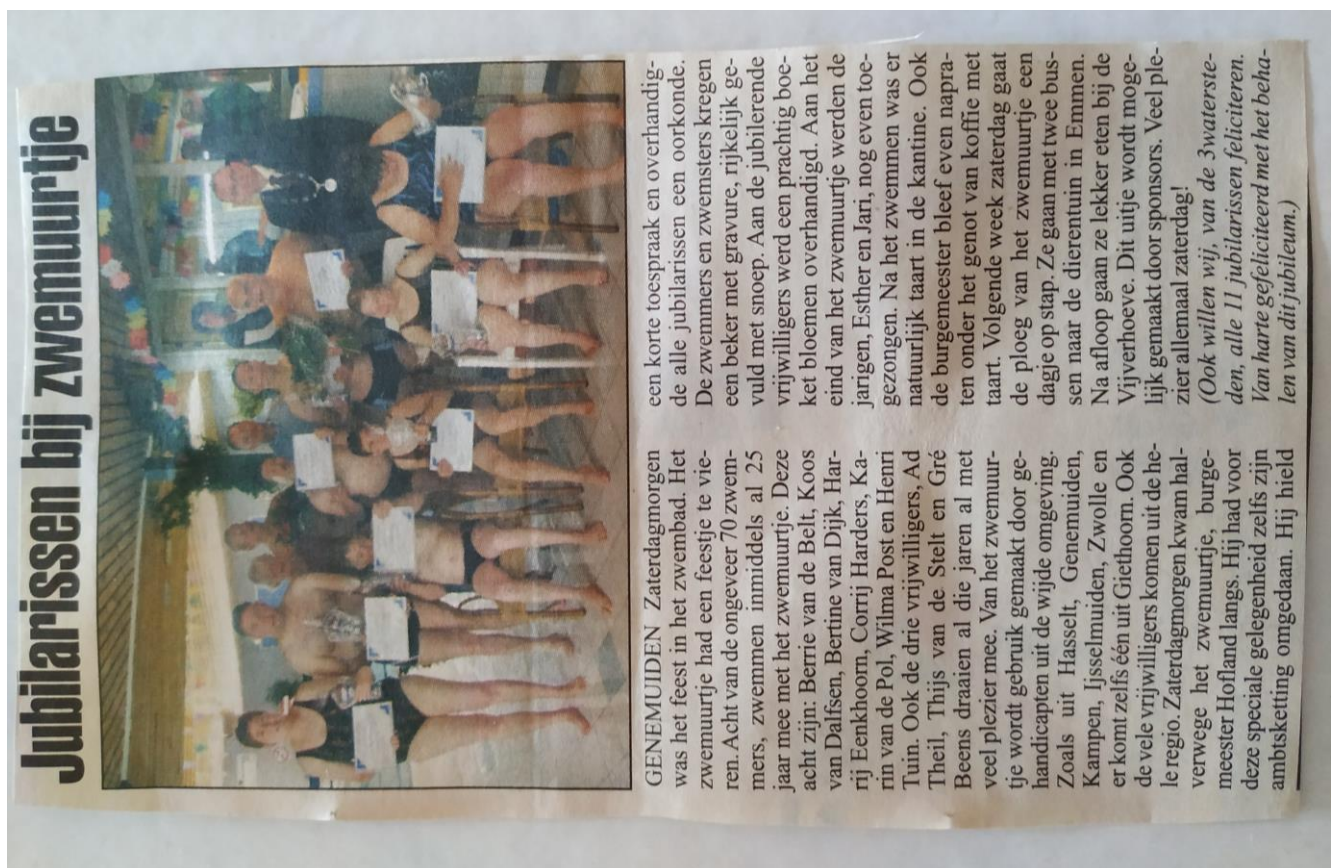 Jubilarissen bij zwemuurtje
GENEMUIDEN Zaterdagmorgen
was het feest in het zwembad. Het
zwemuurtje had een feestje te vie-
ren. Acht van de ongeveer 70 zwem-
mers, zwemmen inmiddels al 25
jaar mee met het zwemuurtje. Deze
acht zijn: Berrie van de Belt, Koos
van Dalfsen, Bertine van Dijk, Har-
rij Eenkhoorn, Corrij Harders, Ka-
rin van de Pol, Wilma Post en Henri
Tuin. Ook de drie vrijwilligers, Ad
Theil, Thijs van de Stelt en Gré
Beens draaien al die jaren al met
veel plezier mee. Van het zwemuur-
tje wordt gebruik gemaakt door ge-
handicapten uit de wijde omgeving.
Zoals uit Hasselt, Genemuiden,
Kampen, Ijsselmuiden, Zwolle en
er komt zelfs één uit Giethoorn. Ook
de vele vrijwilligers komen uit de he-
le regio. Zaterdagmorgen kwam hal-
verwege het zwemuurtje, burge-
meester Hofland langs. Hij had voor
deze speciale gelegenheid zelfs zijn
ambtsketting omgedaan. Hij hield
een korte toespraak en overhandig-
de alle jubilarissen een oorkonde.
De zwemmers en zwemsters kregen
een beker met gravure, rijkelijk ge-
vuld met snoep. Aan de jubilerende
vrijwilligers werd een prachtig boe-
ket bloemen overhandigd. Aan het
eind van het zwemuurtje werden de
jarigen, Esther en Jari, nog even toe-
gezongen. Na het zwemmen was er
natuurlijk taart in de kantine. Ook
de burgemeester bleef even napra-
ten onder het genot van koffie met
taart. Volgende week zaterdag gaat
de ploeg van het zwemuurtje een
dagje op stap. Ze gaan met twee bus-
sen naar de dierentuin in Emmen.
Na afloop gaan ze lekker eten bij de
Vijverhoeve. Dit uitje wordt moge-
lijk gemaakt door sponsors. Veel ple-
zier allemaal zaterdag!
(Ook willen wij, van de 3waterste-
den, alle 11 jubilarissen feliciteren.
Van harte gefeliciteerd met het beha-
len van dit jubileum.)